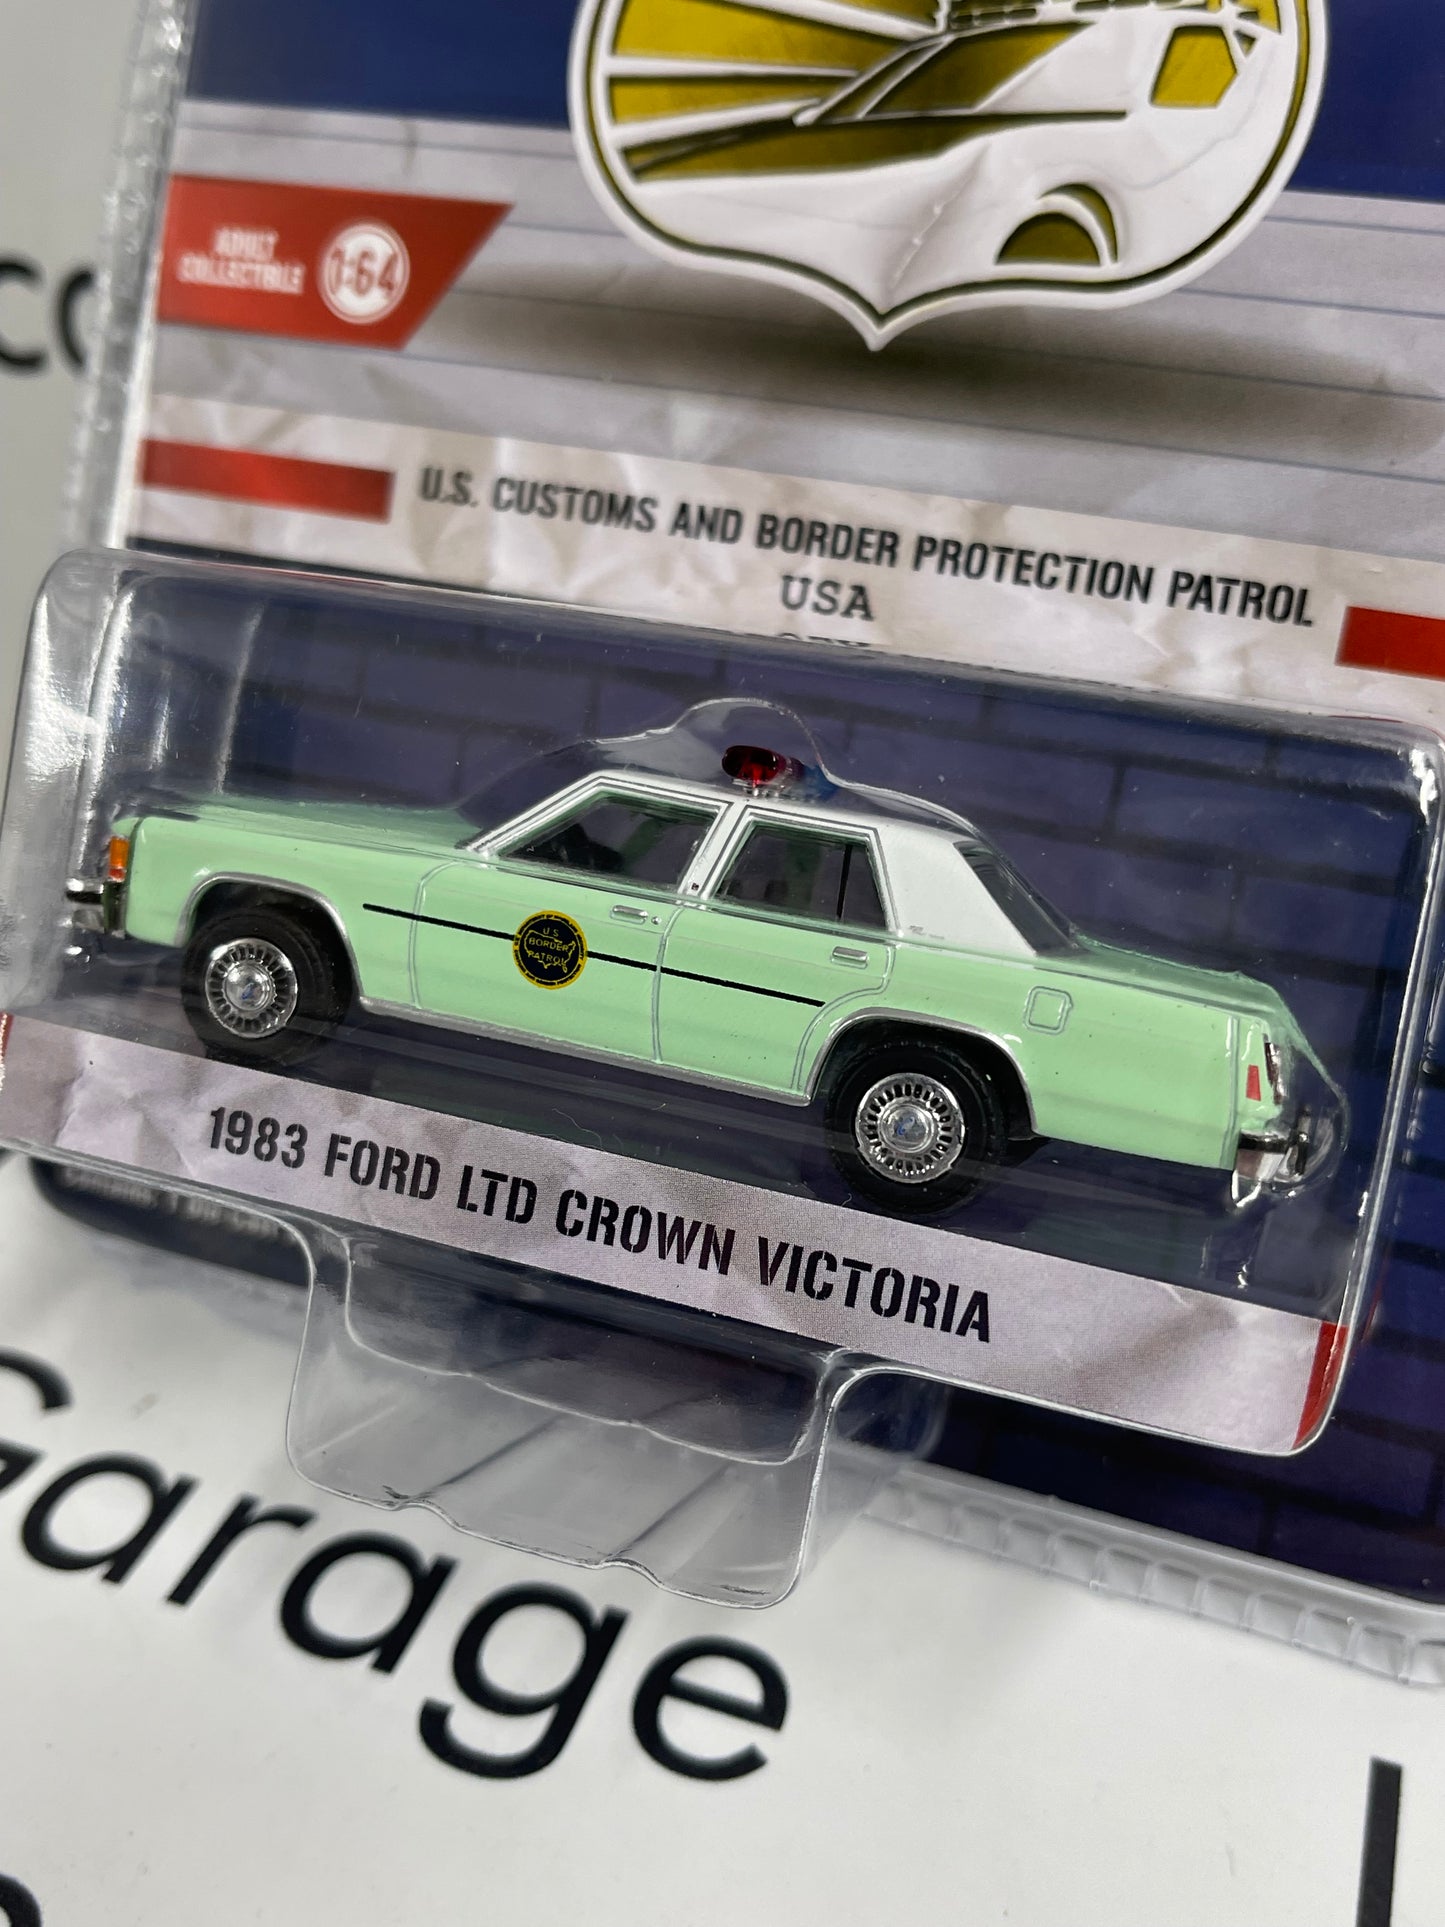 ADULT
COLLECTIBLE
1:64
U.S. CUSTOMS AND BORDER PROTECTION PATROL
USA
U S
BORDER
PATROL
1983 FORD LTD CROWN VICTORIA
Garage